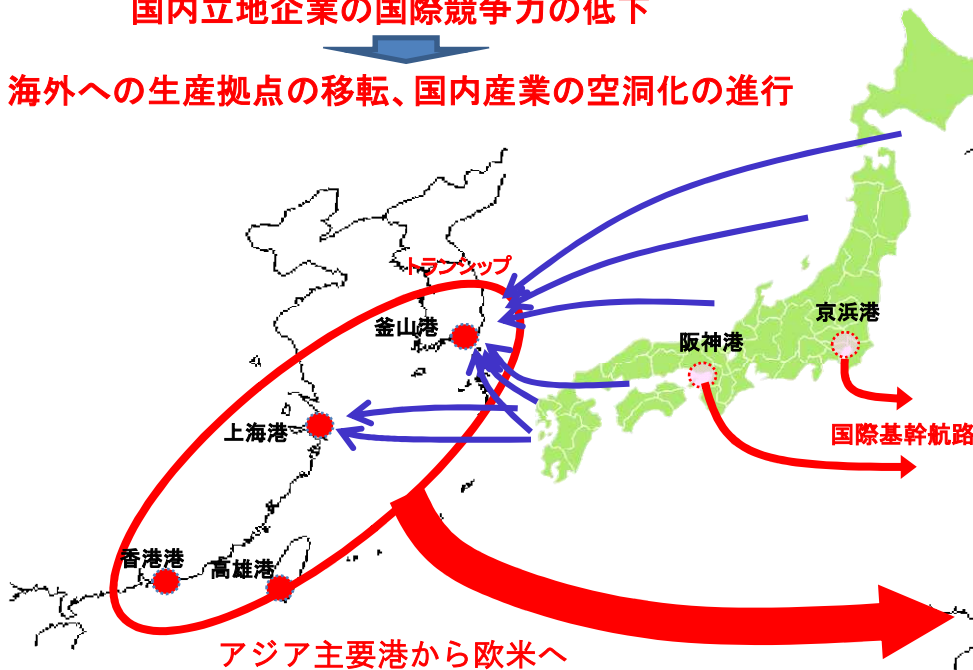 国内立地企業の国際競争力の低下
海外への生産拠点の移転、国内産業の空洞化の進行
トランシップ
釜山港
京浜港
阪神港
上海港
国際基幹航路
香港港
高雄港
アジア主要港から欧米へ